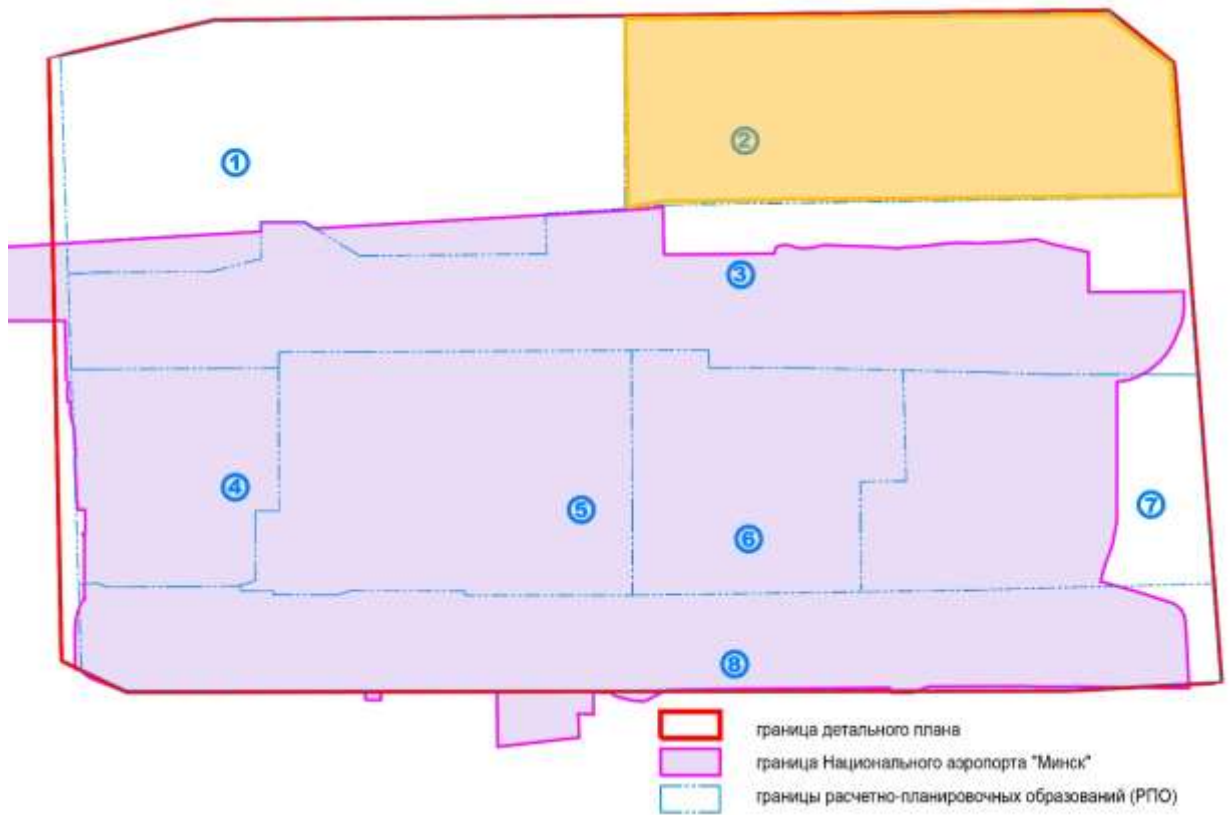 1
2
3
4
5
6
7
8
граница детального плана
граница Национального аэропорта "Минск"
границы расчетно-планировочных образований (РПО)